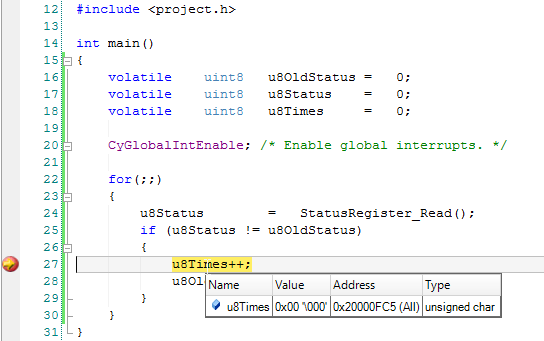 12 #include <project.h>
13
14 int main()
15 {
16 volatile uint8 u8OldStatus = 0;
17 volatile uint8 u8Status = 0;
18 volatile uint8 u8Times = 0;
19
20 CyGlobalIntEnable; /* Enable global interrupts. */
21
22 for(;;)
23 {
24 u8Status = StatusRegister_Read();
25 if (u8Status != u8OldStatus)
26 {
27 u8Times++;
28 u8Ol
Name Value Address Type
u8Times 0x00 '\000' 0x20000FC5 (All) unsigned char
29 }
30 }
31 }